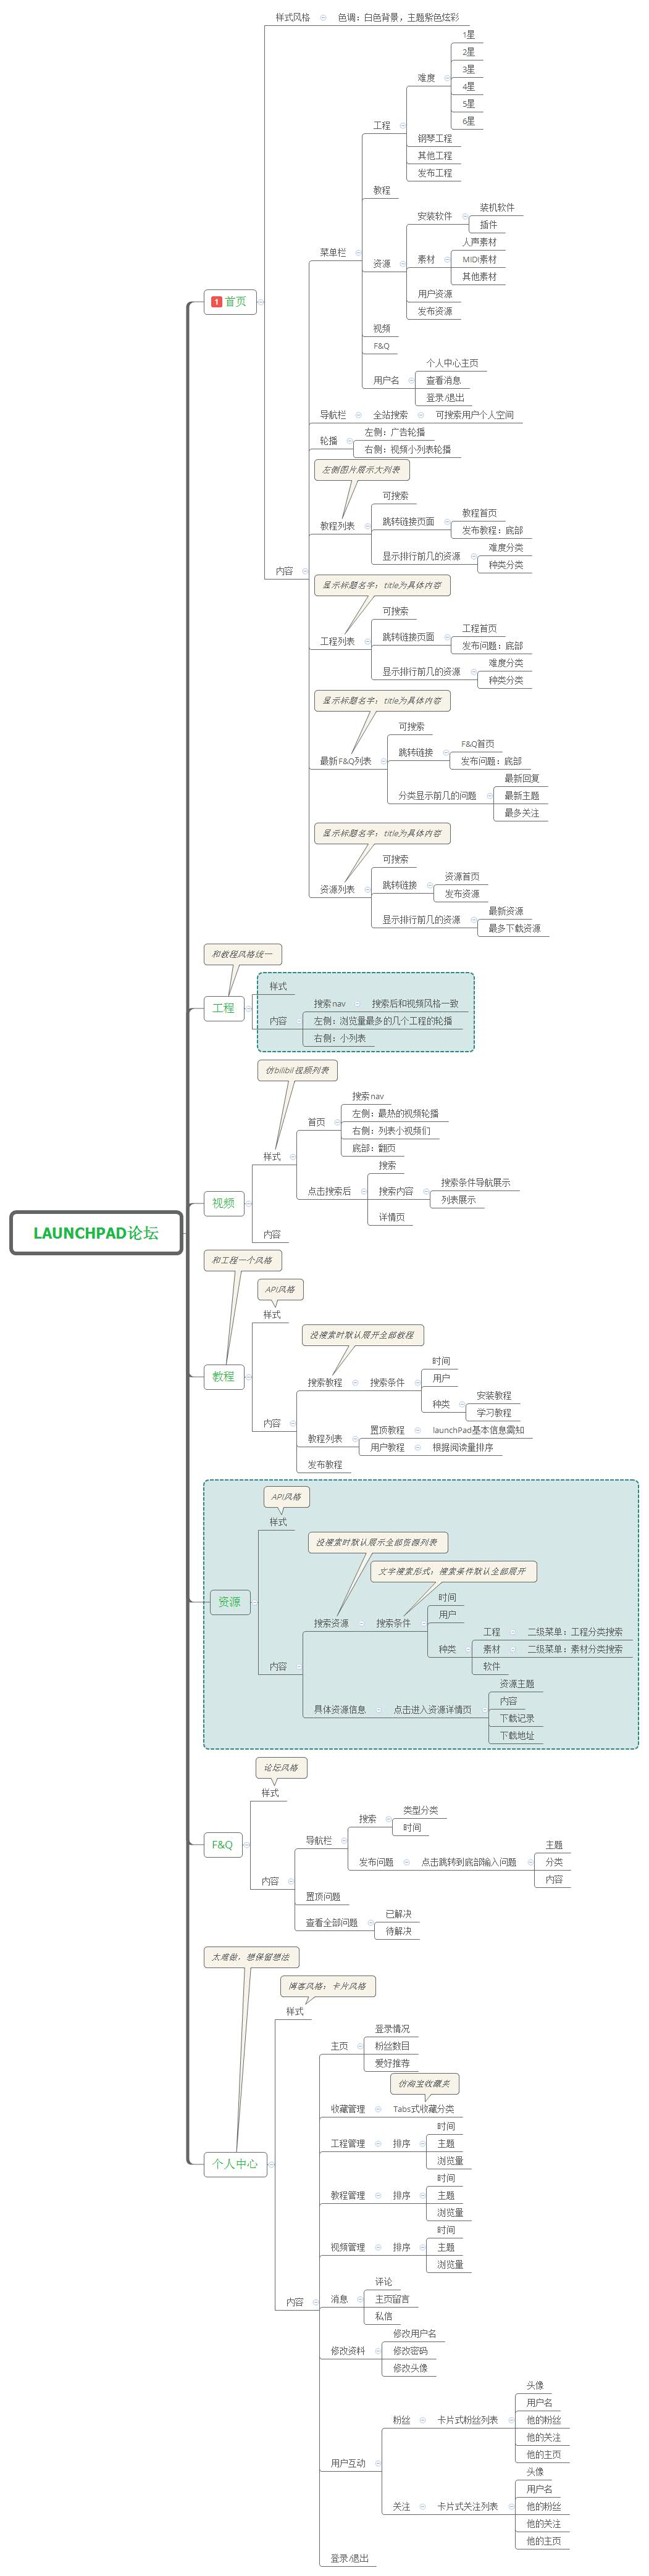 样式风格
色调：白色背景，主题紫色炫彩
1星
2星
3星
难度
4星
5星
6星
工程
钢琴工程
其他工程
发布工程
教程
装机软件
安装软件
插件
人声素材
菜单栏
资源
素材
MIDI素材
其他素材
用户资源
发布资源
1 首页
视频
F&Q
个人中心主页
用户名
查看消息
登录/退出
导航栏
全站搜索
可搜索用户个人空间
左侧：广告轮播
轮播
右侧：视频小列表轮播
左侧图片展示大列表
可搜索
教程首页
教程列表
跳转链接页面
发布教程：底部
难度分类
显示排行前几的资源
种类分类
内容
显示标题名字；title为具体内容
可搜索
工程首页
工程列表
跳转链接页面
发布问题：底部
难度分类
显示排行前几的资源
种类分类
显示标题名字；title为具体内容
可搜索
F&Q首页
跳转链接
最新F&Q列表
发布问题：底部
最新回复
分类显示前几的问题
最新主题
最多关注
显示标题名字；title为具体内容
可搜索
资源首页
资源列表
跳转链接
发布资源
最新资源
显示排行前几的资源
最多下载资源
和教程风格统一
样式
工程
搜索nav
搜索后和视频风格一致
内容
左侧：浏览量最多的几个工程的轮播
右侧：小列表
仿bilibili视频列表
搜索nav
首页
左侧：最热的视频轮播
右侧：列表小视频们
底部：翻页
样式
搜索
点击搜索后
搜索内容
搜索条件导航展示
列表展示
视频
详情页
LAUNCHPAD论坛
内容
和工程一个风格
API风格
样式
没搜索时默认展开全部教程
时间
教程
搜索教程
搜索条件
用户
种类
安装教程
学习教程
内容
教程列表
置顶教程
launchPad基本信息需知
用户教程
根据阅读量排序
发布教程
API风格
样式
没搜索时默认展示全部资源列表
文字搜索形式；搜索条件默认全部展开
资源
时间
搜索资源
搜索条件
用户
工程
二级菜单：工程分类搜索
种类
素材
二级菜单：素材分类搜索
软件
内容
资源主题
具体资源信息
点击进入资源详情页
内容
下载记录
下载地址
论坛风格
样式
类型分类
搜索
时间
F&Q
导航栏
主题
发布问题
点击跳转到底部输入问题
分类
内容
内容
置顶问题
已解决
查看全部问题
待解决
太难做，想保留想法
博客风格；卡片风格
样式
登录情况
主页
粉丝数目
爱好推荐
仿淘宝收藏夹
收藏管理
Tabs式收藏分类
时间
工程管理
排序
主题
浏览量
个人中心
时间
教程管理
排序
主题
浏览量
时间
视频管理
排序
主题
浏览量
评论
内容
消息
主页留言
私信
修改用户名
修改资料
修改密码
修改头像
头像
用户名
粉丝
卡片式粉丝列表
他的粉丝
他的关注
他的主页
用户互动
头像
用户名
关注
卡片式关注列表
他的粉丝
他的关注
他的主页
登录/退出